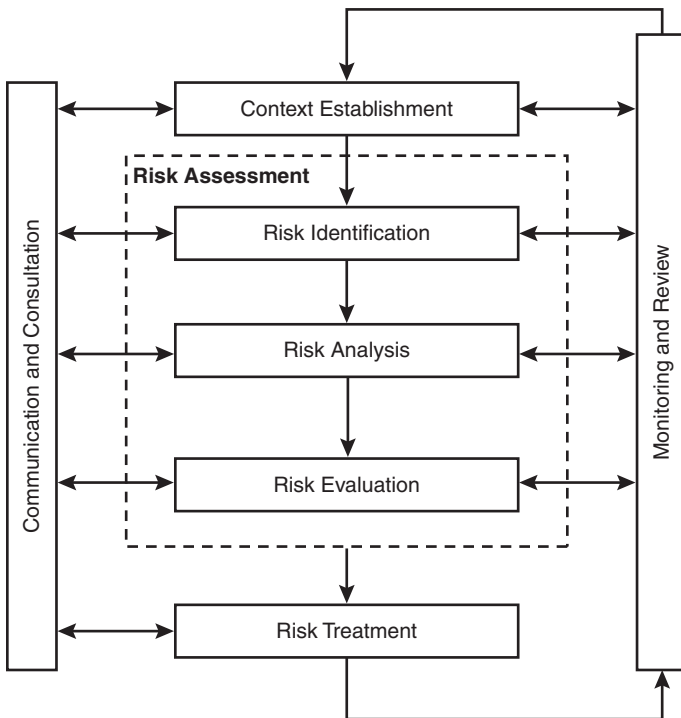 Context Establishment
Risk Assessment
Risk Identification
Risk Analysis
Risk Evaluation
Risk Treatment
Communication and Consultation
Monitoring and Review